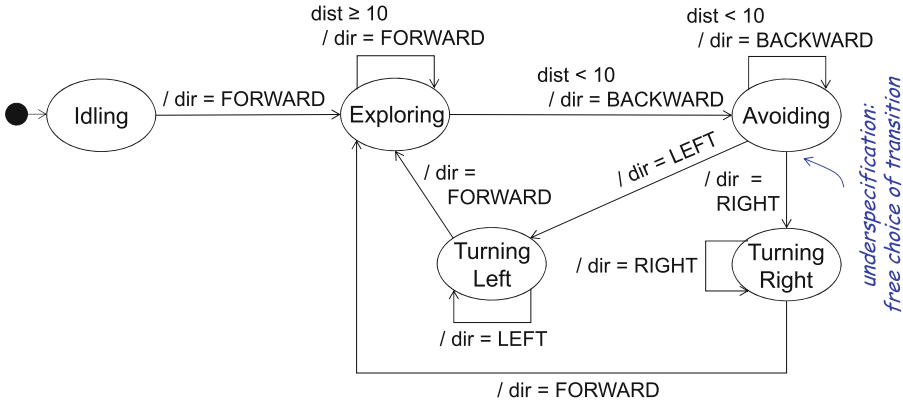 dist ≥ 10
/ dir = FORWARD
dist < 10
/ dir = BACKWARD
Idling
/ dir = FORWARD
Exploring
dist < 10
/ dir = BACKWARD
Avoiding
underspecification:
free choice of transition
/ dir =
FORWARD
/ dir = LEFT
/ dir =
RIGHT
Turning
Left
/ dir = LEFT
/ dir = RIGHT
Turning
Right
/ dir = FORWARD